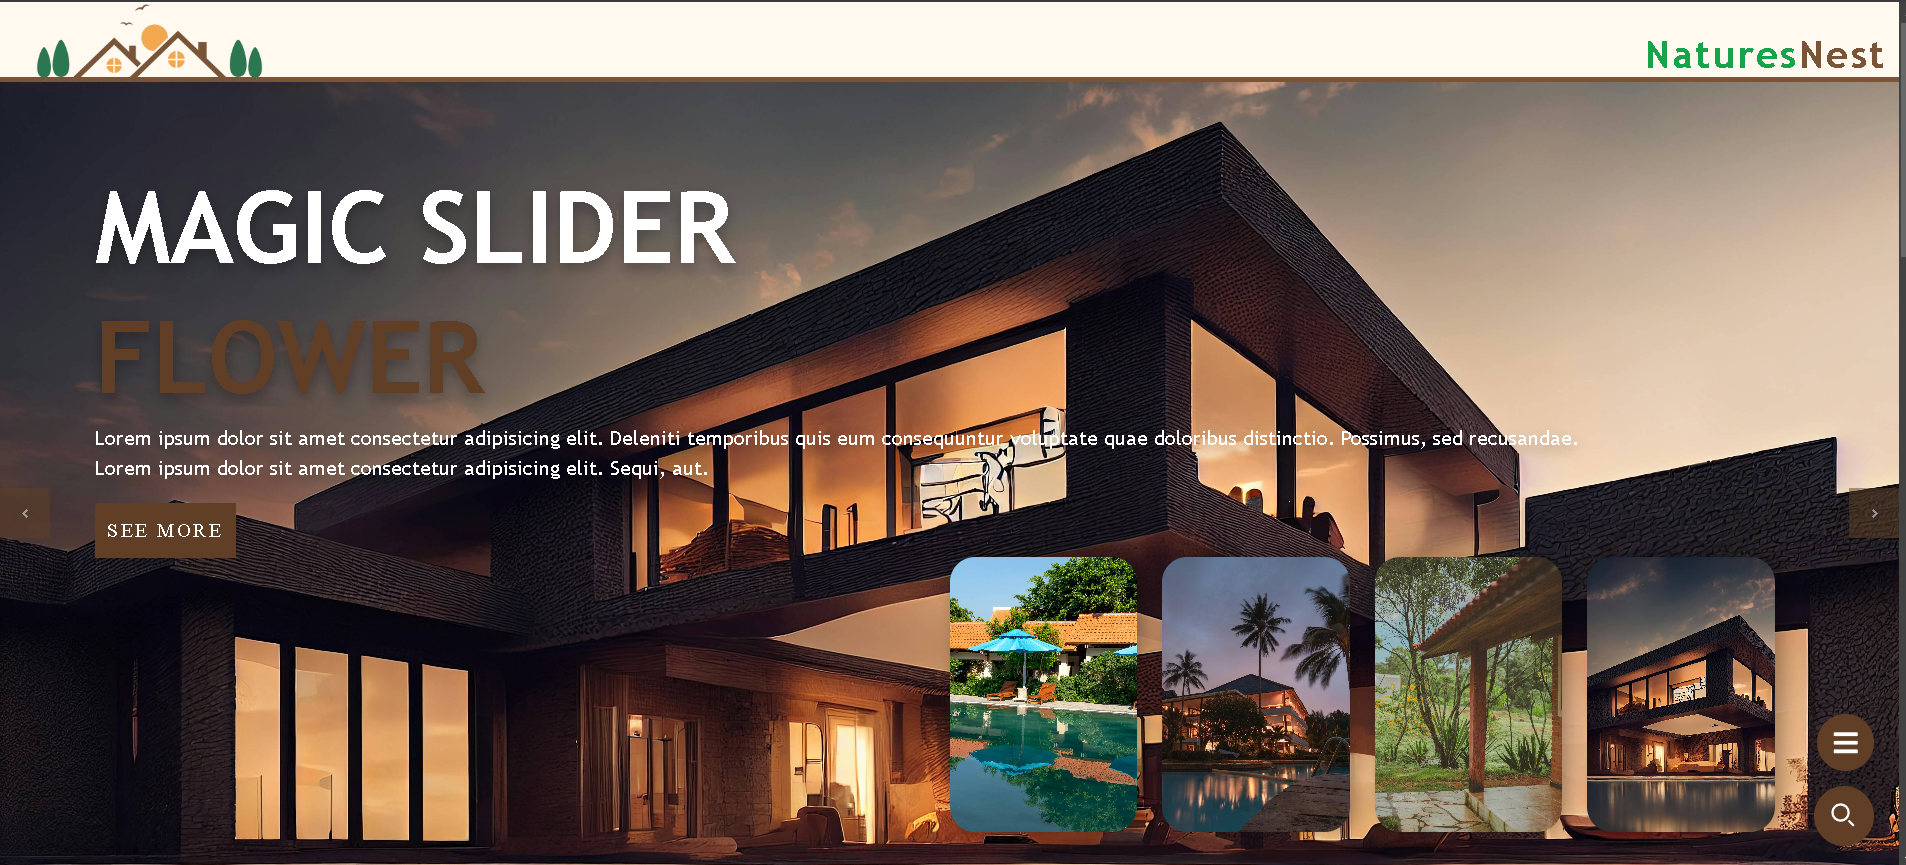 NaturesNest
MAGIC SLIDER
FLOWER
Lorem ipsum dolor sit amet consectetur adipisicing elit. Deleniti temporibus quis eum consequuntur voluptate quae doloribus distinctio. Possimus, sed recusandae.
Lorem ipsum dolor sit amet consectetur adipisicing elit. Sequi, aut.
‹
›
SEE MORE